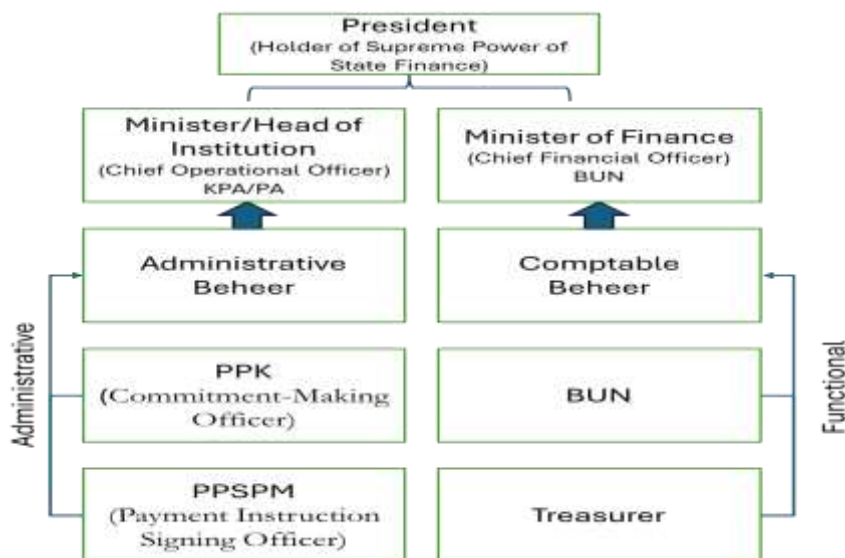 President
(Holder of Supreme Power of
State Finance)
Minister/Head of
Institution
(Chief Operational Officer)
KPA/PA
Minister of Finance
(Chief Financial Officer)
BUN
Administrative
Beheer
Comptable
Beheer
Administrative
PPK
(Commitment-Making
Officer)
BUN
Functional
PPSPM
(Payment Instruction
Signing Officer)
Treasurer